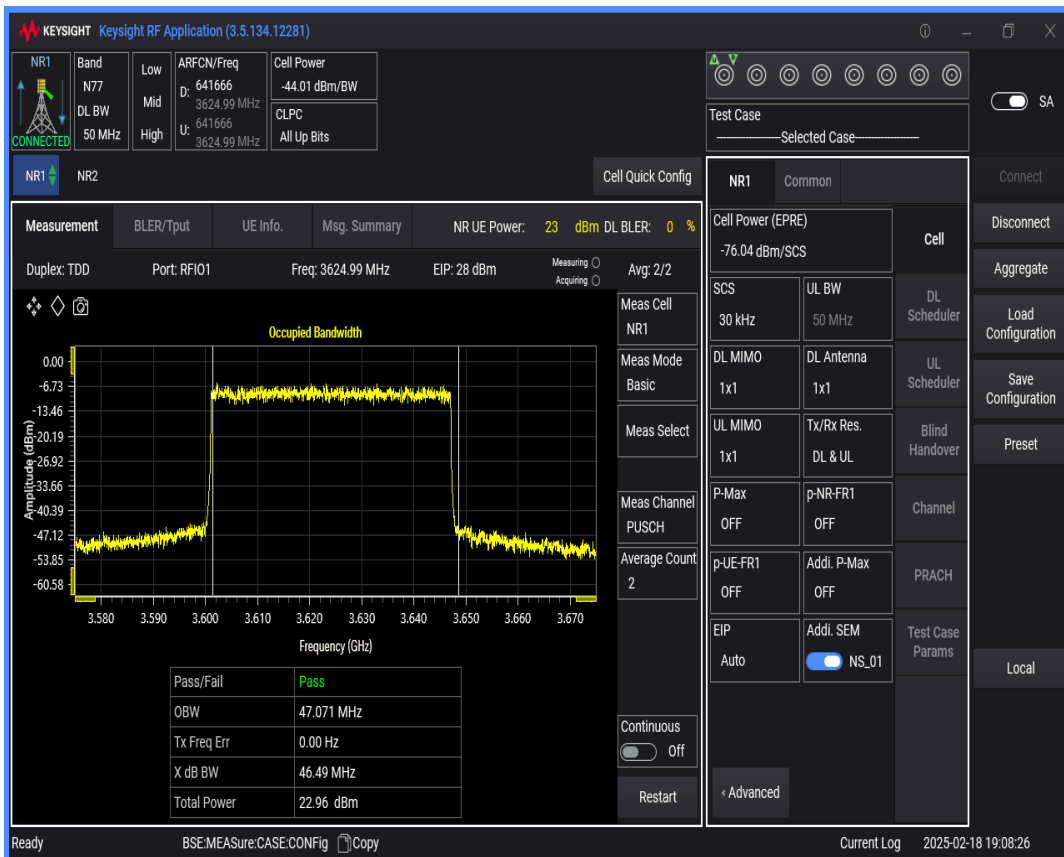 KEYSIGHT Keysight RF Application (3.5.134.12281)
NR1
CONNECTED
Band
N77
DL BW
50 MHz
Low
Mid
High
ARFCN/Freq
D: 641666
3624.99 MHz
U: 641666
3624.99 MHz
Cell Power
-44.01 dBm/BW
CLPC
All Up Bits
Test Case
----------------------Selected Case---------------------
SA
NR1
NR2
Cell Quick Config
Measurement
BLER/Tput
UE Info.
Msg. Summary
NR UE Power: 23 dBm DL BLER: 0 %
Duplex: TDD
Port: RFIO1
Freq: 3624.99 MHz
EIP: 28 dBm
Measuring
Acquiring
Avg: 2/2
Occupied Bandwidth
0.00
-6.73
-13.46
-20.19
-26.92
-33.66
-40.39
-47.12
-53.85
-60.58
Amplitude (dBm)
3.580 3.590 3.600 3.610 3.620 3.630 3.640 3.650 3.660 3.670
Frequency (GHz)
Pass/Fail Pass
OBW 47.071 MHz
Tx Freq Err 0.00 Hz
X dB BW 46.49 MHz
Total Power 22.96 dBm
Meas Cell
NR1
Meas Mode
Basic
Meas Select
Meas Channel
PUSCH
Average Count
2
Continuous
Off
Restart
NR1
Common
Cell Power (EPRE)
-76.04 dBm/SCS
SCS
30 kHz
UL BW
50 MHz
DL MIMO
1x1
DL Antenna
1x1
UL MIMO
1x1
Tx/Rx Res.
DL & UL
P-Max
OFF
p-NR-FR1
OFF
p-UE-FR1
OFF
Addi. P-Max
OFF
EIP
Auto
Addi. SEM
NS_01
‹ Advanced
Cell
DL
Scheduler
UL
Scheduler
Blind
Handover
Channel
PRACH
Test Case
Params
Connect
Disconnect
Aggregate
Load
Configuration
Save
Configuration
Preset
Local
Ready
BSE:MEASure:CASE:CONFig Copy
Current Log
2025-02-18 19:08:26